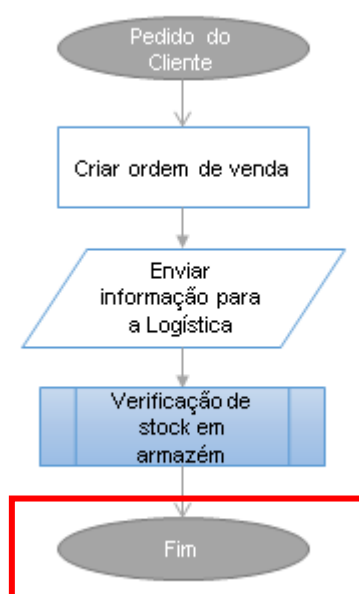 Pedido do
Cliente
Criar ordem de venda
Enviar
informação para
a Logística
Verificação de
stock em
armazém
Fim